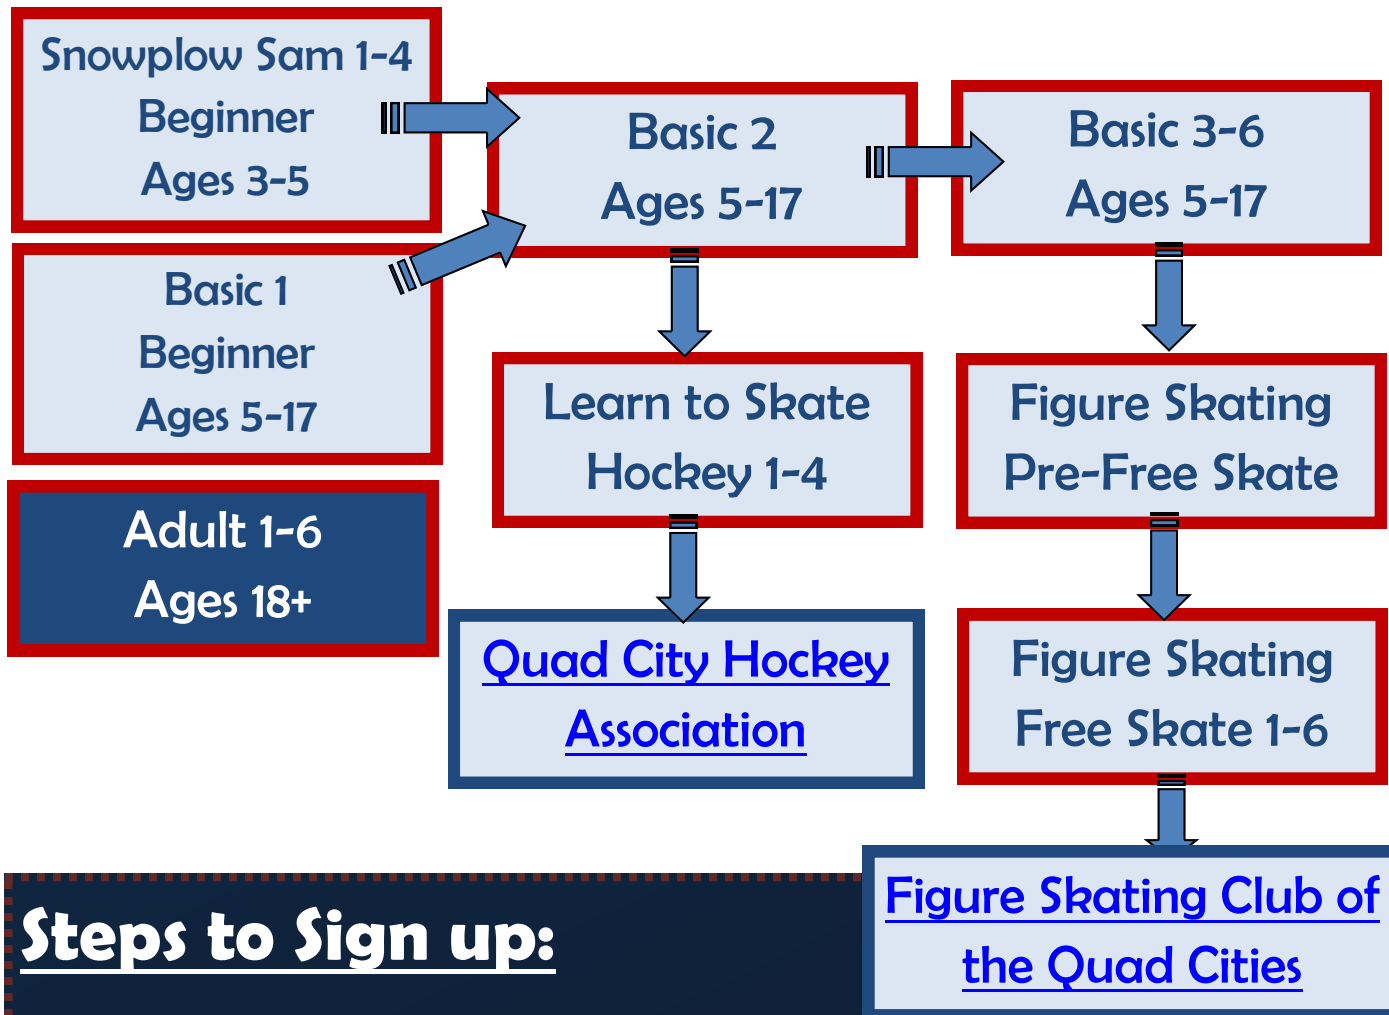 Snowplow Sam 1-4
Beginner
Ages 3-5
Basic 1
Beginner
Ages 5-17
Adult 1-6
Ages 18+
Basic 2
Ages 5-17
Learn to Skate
Hockey 1-4
Quad City Hockey
Association
Basic 3-6
Ages 5-17
Figure Skating
Pre-Free Skate
Figure Skating
Free Skate 1-6
Figure Skating Club of
the Quad Cities
Steps to Sign up: